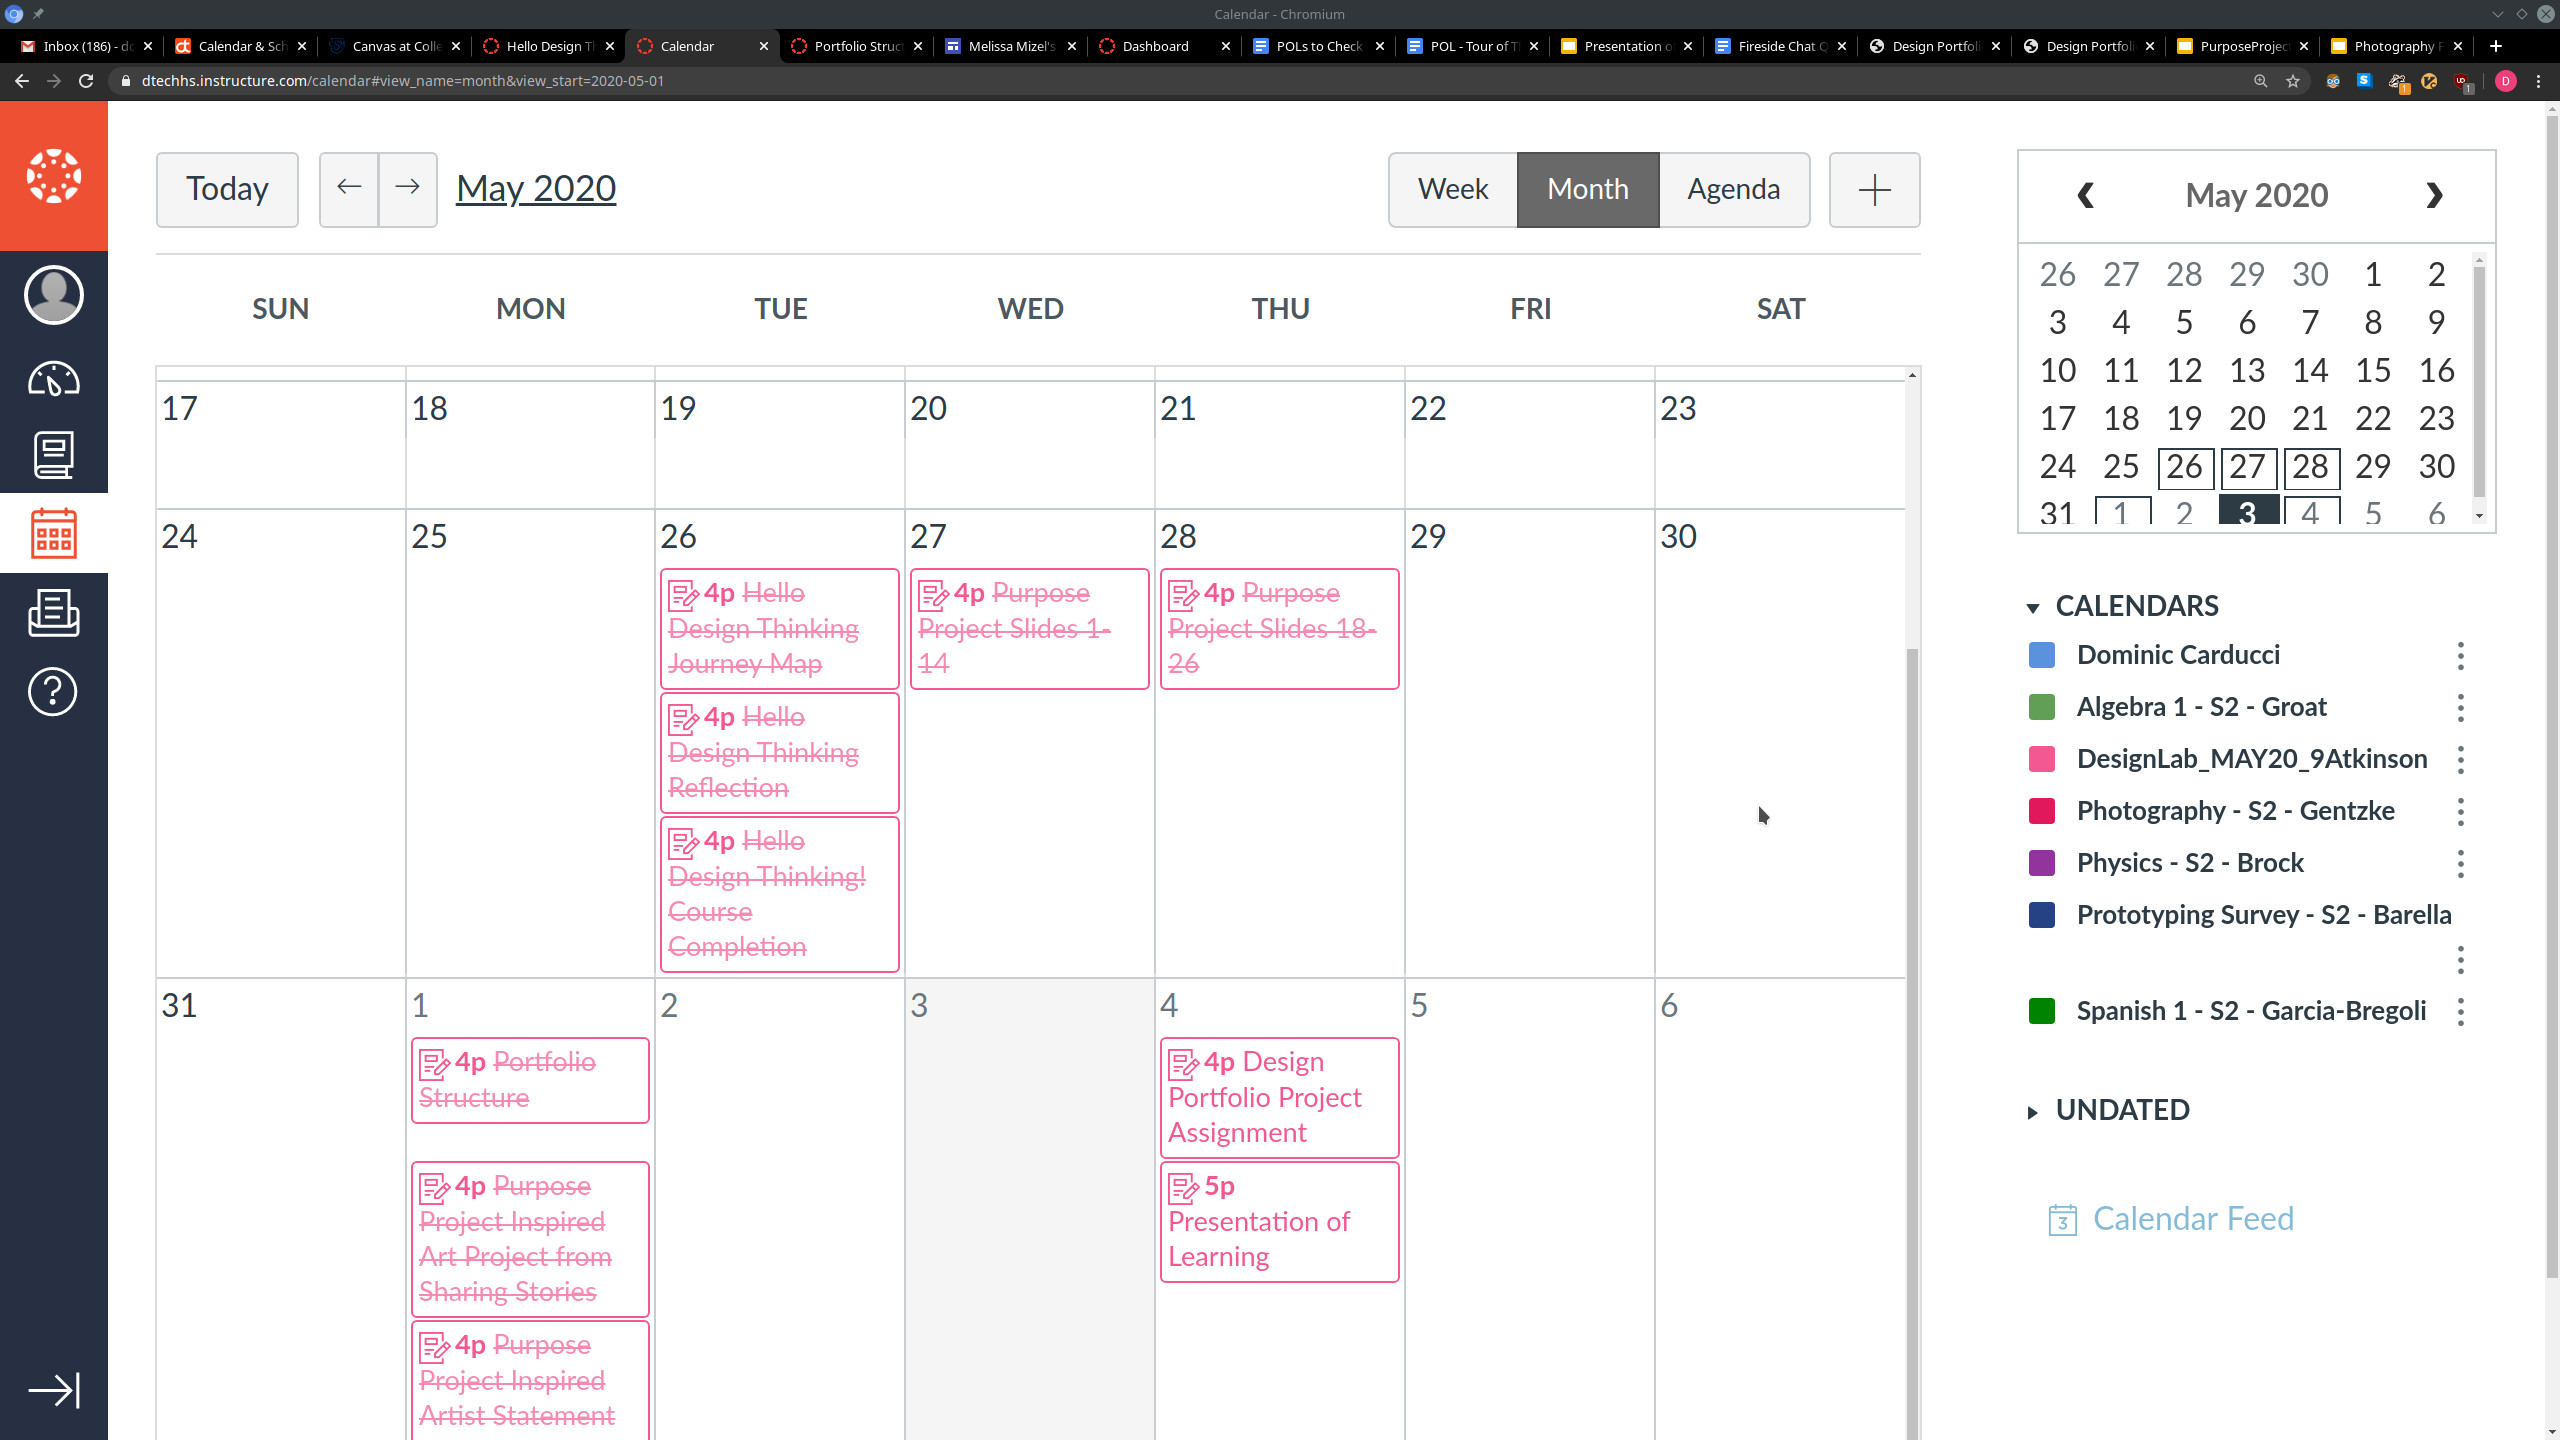 Calendar - Chromium
Inbox (186) - dc
Calendar & Sch
Canvas at Colle
Hello Design T
Calendar
Portfolio Struct
Melissa Mizel's
Dashboard
POLs to Check
POL - Tour of T
Presentation o
Fireside Chat Q
Design Portfoli
Design Portfoli
PurposeProjec
Photography F
dtechhs.instructure.com/calendar#view_name=month&view_start=2020-05-01
D
Today
May 2020
Week
Month
Agenda
SUN MON TUE WED THU FRI SAT
17 18 19 20 21 22 23
24 25 26 27 28 29 30
4p Hello
Design Thinking
Journey Map
4p Hello
Design Thinking
Reflection
4p Hello
Design Thinking!
Course
Completion
4p Purpose
Project Slides 1-
14
4p Purpose
Project Slides 18-
26
31 1 2 3 4 5 6
4p Portfolio
Structure
4p Purpose
Project Inspired
Art Project from
Sharing Stories
4p Purpose
Project Inspired
Artist Statement
4p Design
Portfolio Project
Assignment
5p
Presentation of
Learning
May 2020
26 27 28 29 30 1 2
3 4 5 6 7 8 9
10 11 12 13 14 15 16
17 18 19 20 21 22 23
24 25 26 27 28 29 30
31 1 2 3 4 5 6
CALENDARS
Dominic Carducci
Algebra 1 - S2 - Groat
DesignLab_MAY20_9Atkinson
Photography - S2 - Gentzke
Physics - S2 - Brock
Prototyping Survey - S2 - Barella
Spanish 1 - S2 - Garcia-Bregoli
UNDATED
3
Calendar Feed